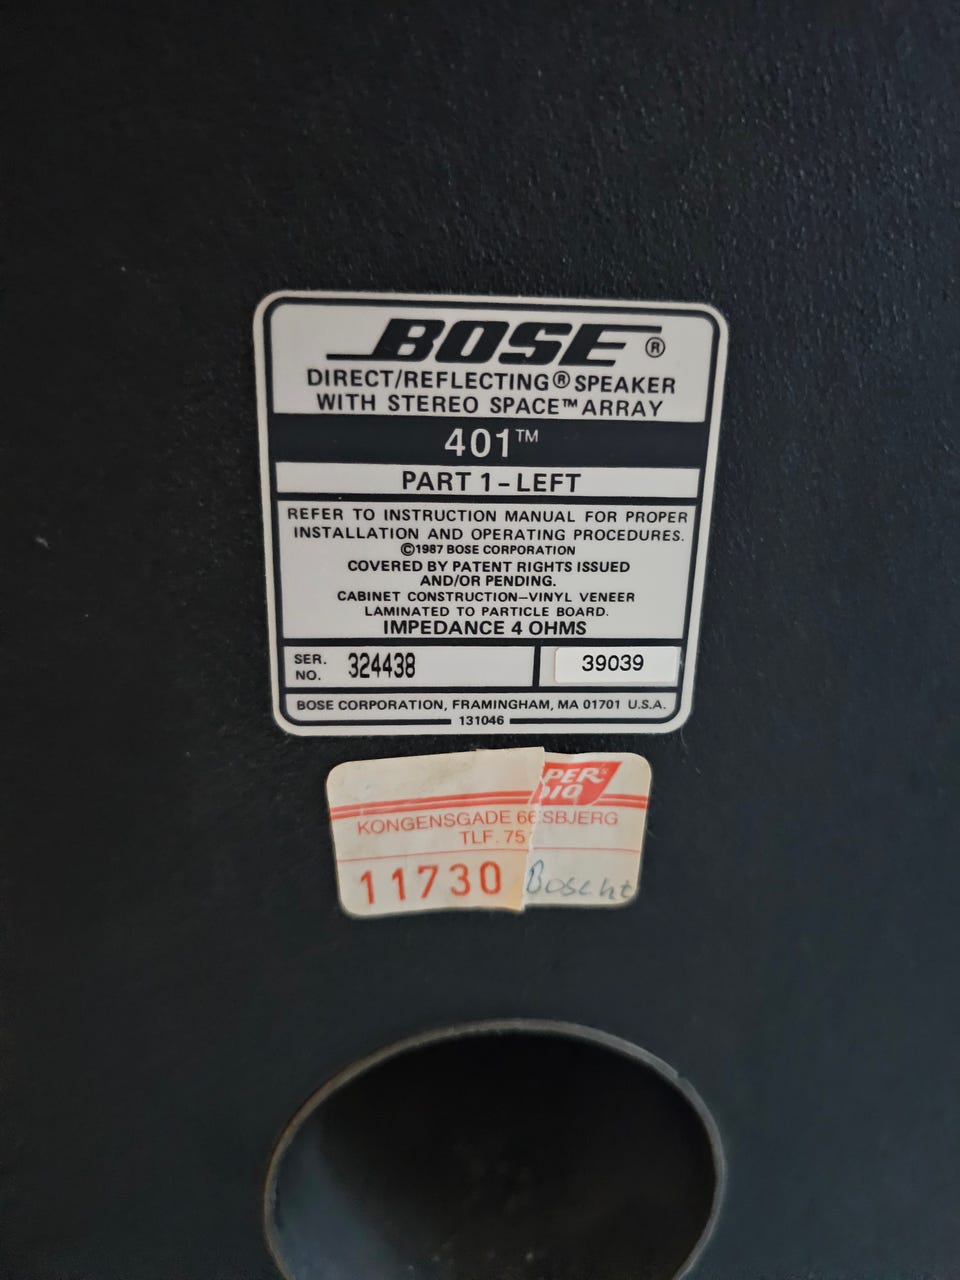 BOSE®
DIRECT/REFLECTING® SPEAKER
WITH STEREO SPACE™ ARRAY
401™
PART 1 - LEFT
REFER TO INSTRUCTION MANUAL FOR PROPER
INSTALLATION AND OPERATING PROCEDURES.
©1987 BOSE CORPORATION
COVERED BY PATENT RIGHTS ISSUED
AND/OR PENDING.
CABINET CONSTRUCTION–VINYL VENEER
LAMINATED TO PARTICLE BOARD.
IMPEDANCE 4 OHMS
SER. NO. 324438 39039
BOSE CORPORATION, FRAMINGHAM, MA 01701 U.S.A.
131046
KONGENSGADE 66 SBJERG
TLF. 75
11730